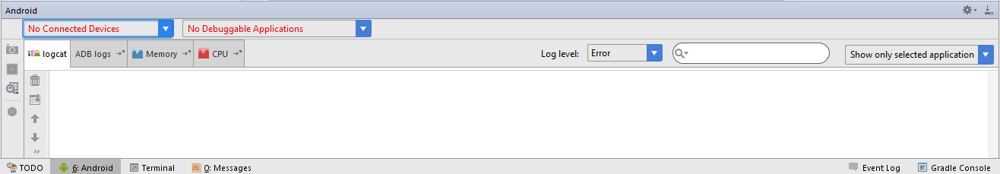 Android
No Connected Devices No Debuggable Applications
logcat ADB logs Memory CPU Log level: Error Show only selected application
TODO 6: Android Terminal 0: Messages Event Log Gradle Console